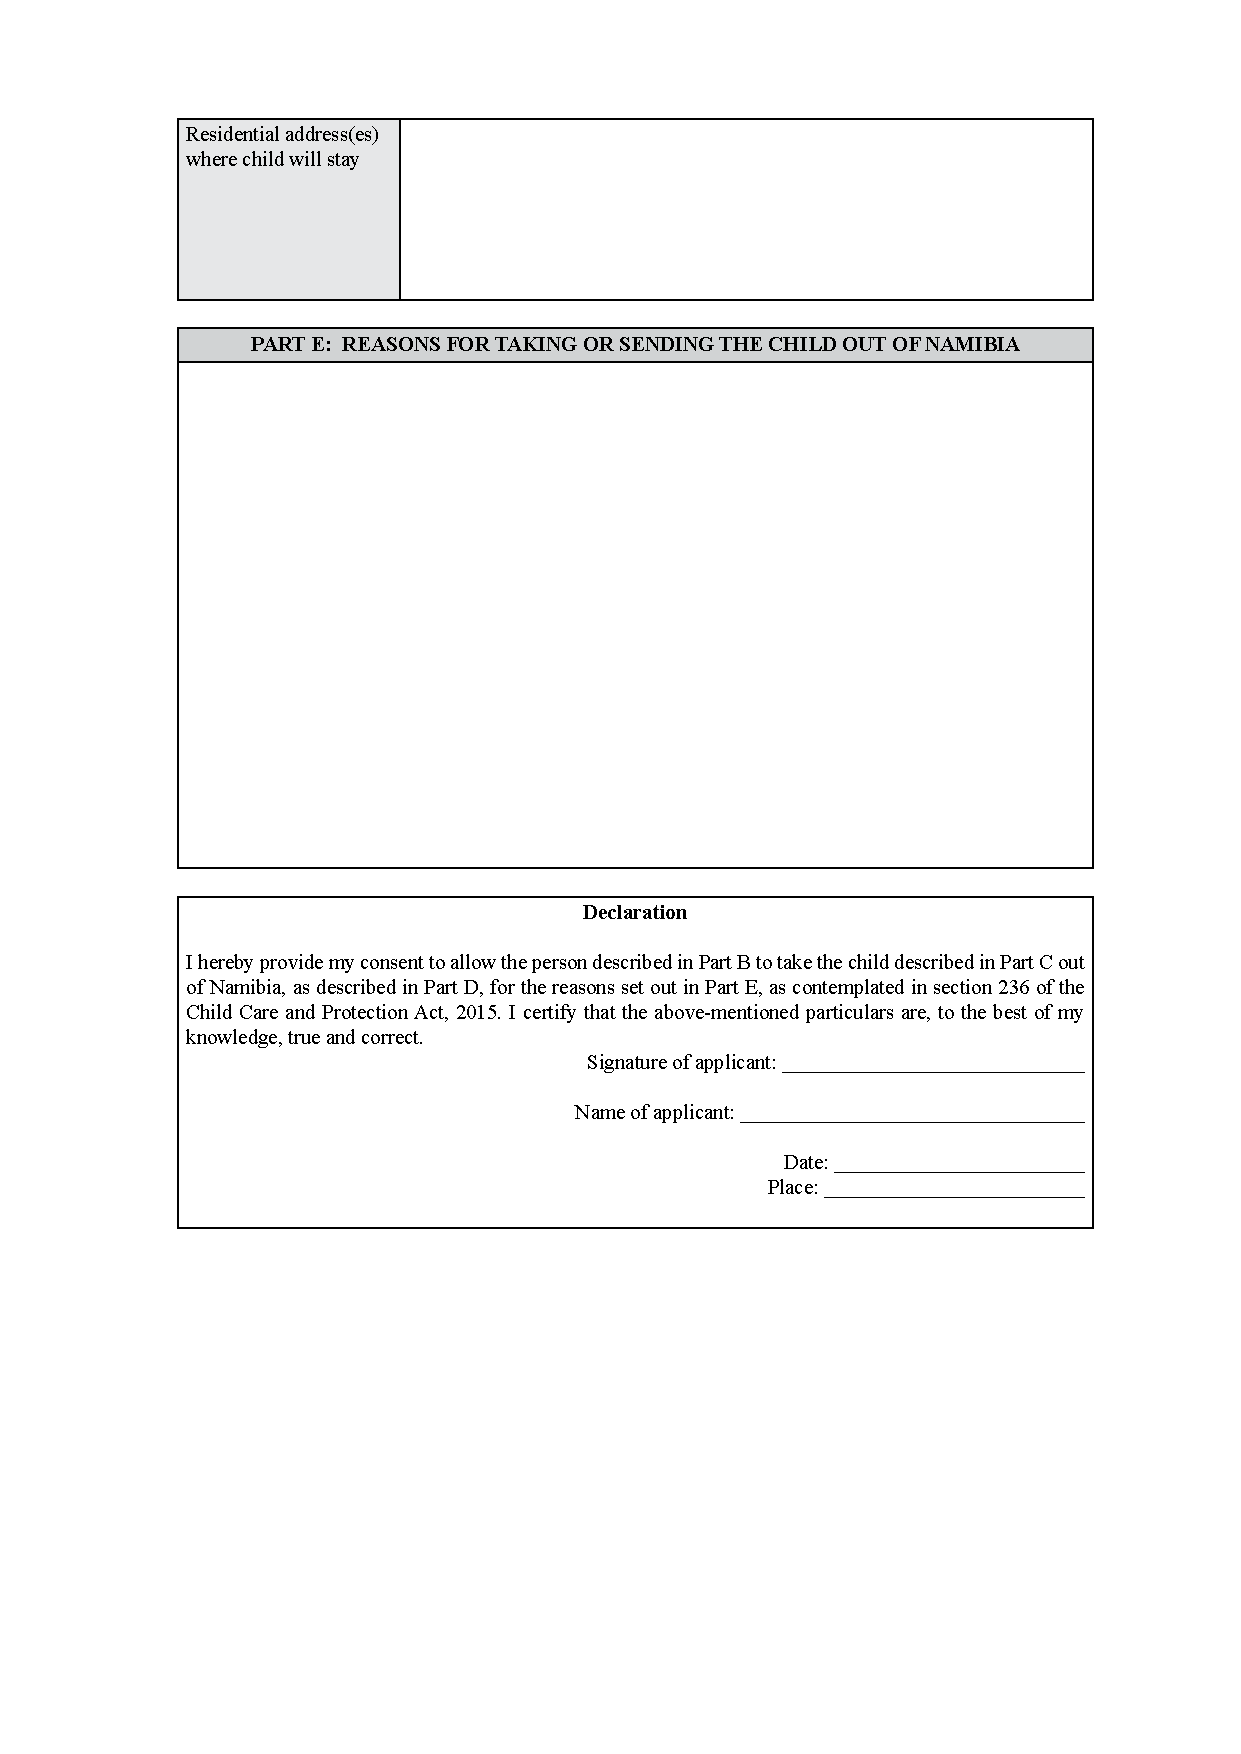 Residential address(es)
where child will stay
PART E: REASONS FOR TAKING OR SENDING THE CHILD OUT OF NAMIBIA
Declaration
I hereby provide my consent to allow the person described in Part B to take the child described in Part C out
of Namibia, as described in Part D, for the reasons set out in Part E, as contemplated in section 236 of the
Child Care and Protection Act, 2015. I certify that the above-mentioned particulars are, to the best of my
knowledge, true and correct.
Signature of applicant: ____________________________
Name of applicant: ________________________________
Date: _______________________
Place: ________________________